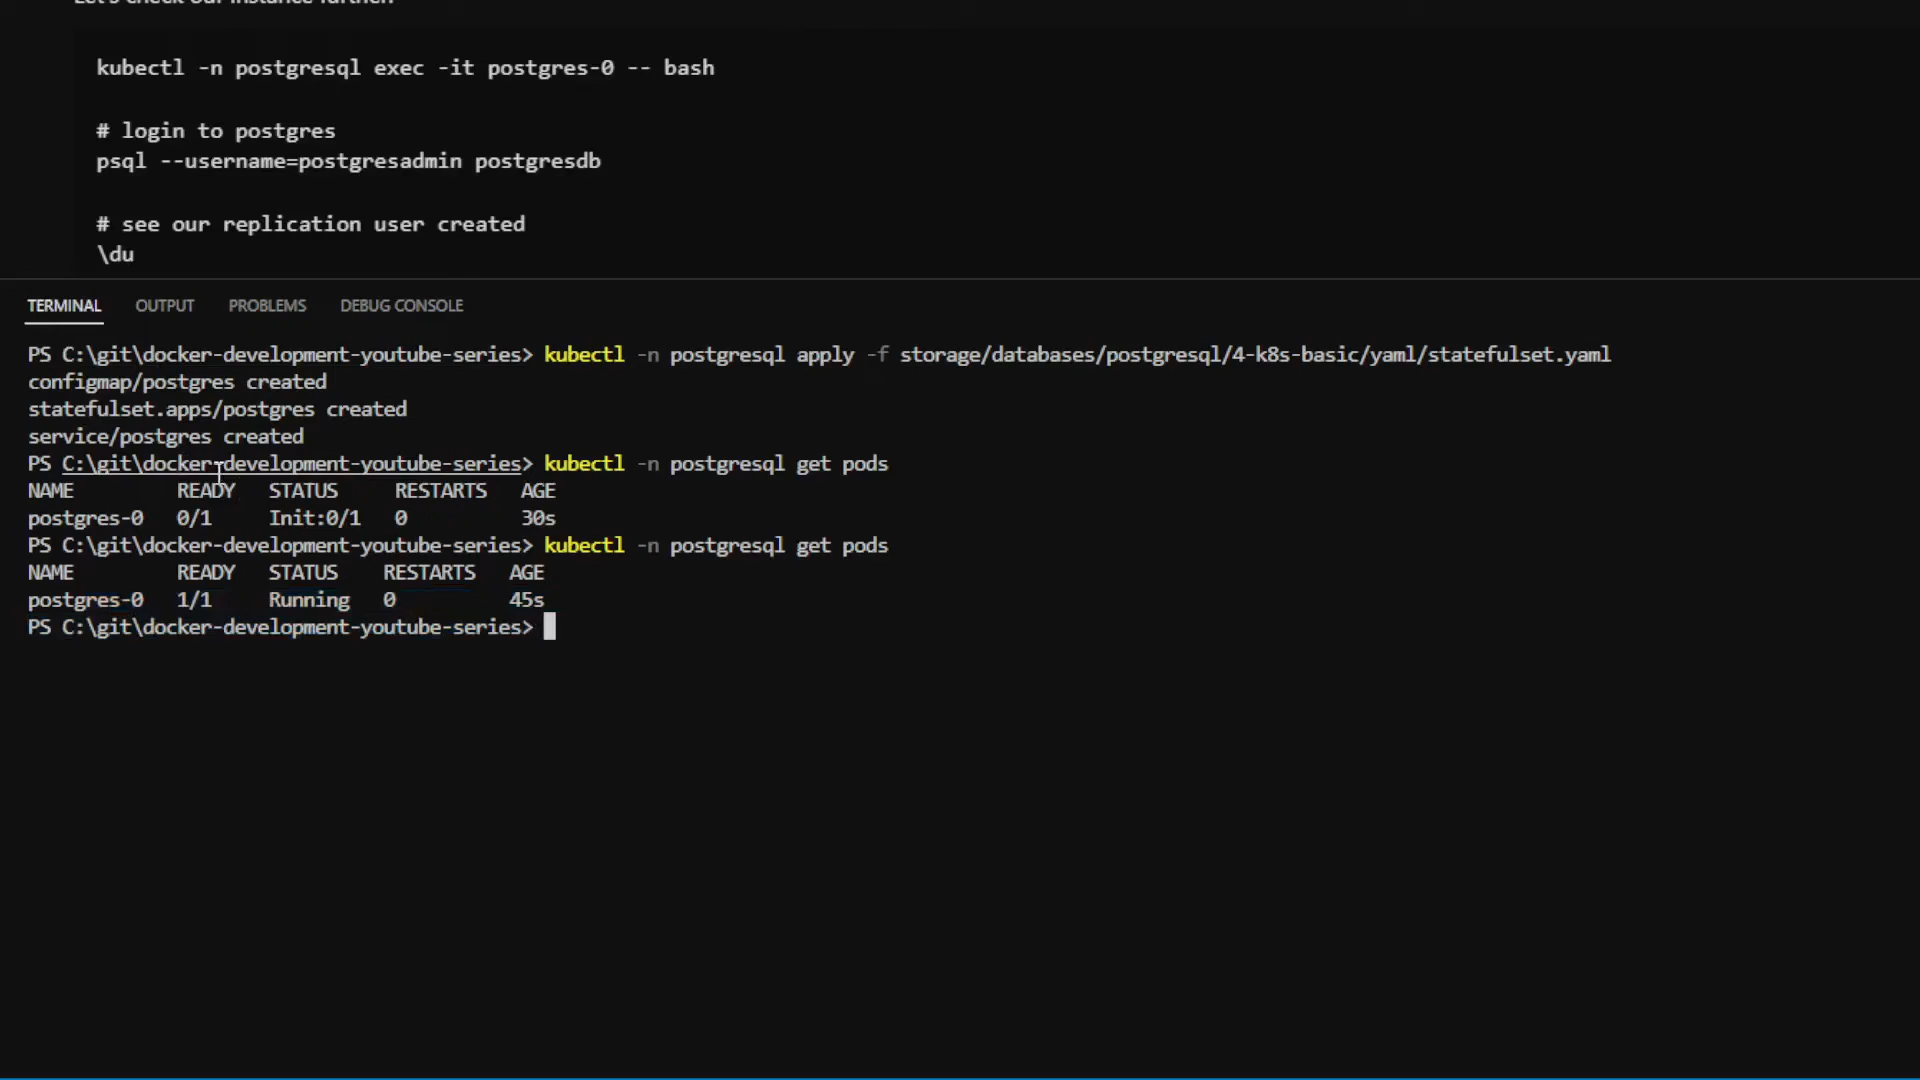 Let's check our instance further.
kubectl -n postgresql exec -it postgres-0 -- bash
# login to postgres
psql --username=postgresadmin postgresdb
# see our replication user created
\du
TERMINAL OUTPUT PROBLEMS DEBUG CONSOLE
PS C:\git\docker-development-youtube-series> kubectl -n postgresql apply -f storage/databases/postgresql/4-k8s-basic/yaml/statefulset.yaml
configmap/postgres created
statefulset.apps/postgres created
service/postgres created
PS C:\git\docker-development-youtube-series> kubectl -n postgresql get pods
NAME READY STATUS RESTARTS AGE
postgres-0 0/1 Init:0/1 0 30s
PS C:\git\docker-development-youtube-series> kubectl -n postgresql get pods
NAME READY STATUS RESTARTS AGE
postgres-0 1/1 Running 0 45s
PS C:\git\docker-development-youtube-series>